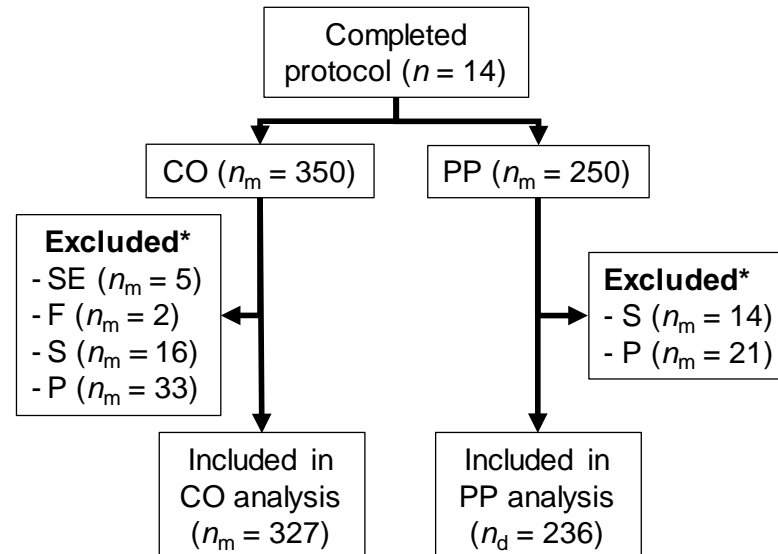 Completed
protocol (n = 14)
CO (nm = 350)
PP (nm = 250)
Excluded*
- SE (nm = 5)
- F (nm = 2)
- S (nm = 16)
- P (nm = 33)
Excluded*
- S (nm = 14)
- P (nm = 21)
Included in
CO analysis
(nm = 327)
Included in
PP analysis
(nd = 236)